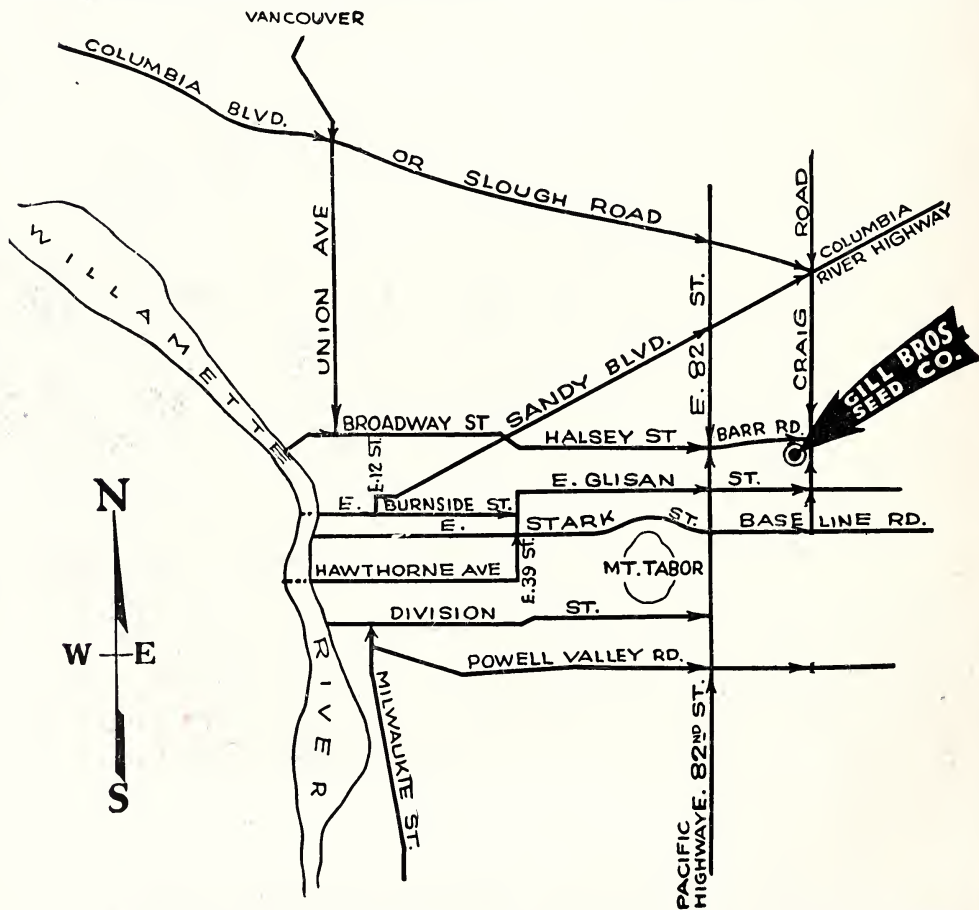 VANCOUVER
COLUMBIA BLVD. OR SLOUGH ROAD
UNION AVE
E. 82 ST.
CRAIG ROAD
COLUMBIA
RIVER HIGHWAY
WILLAMETTE RIVER
SANDY BLVD.
GILL BROS
SEED CO.
BROADWAY ST
HALSEY ST
BARR RD.
E.12 ST.
E. GLISAN ST.
E. BURNSIDE ST.
E. STARK ST.
BASE LINE RD.
HAWTHORNE AVE
E.39 ST.
MT. TABOR
DIVISION ST.
POWELL VALLEY RD.
MILWAUKIE ST.
PACIFIC
HIGHWAY E. 82ND ST.
N
W E
S